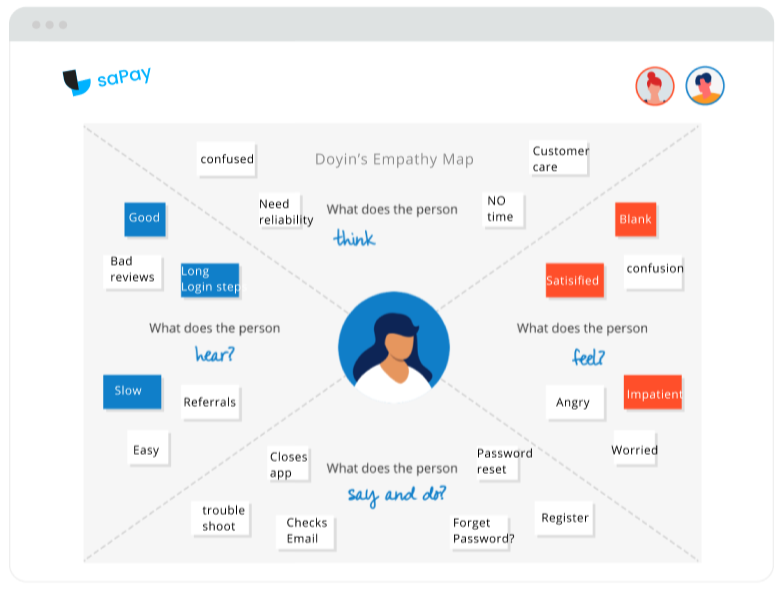 saPay
Doyin's Empathy Map
confused
Customer
care
Need
reliability
What does the person
think
NO
time
Good
Blank
Bad
reviews
Long
Login steps
Satisified
confusion
What does the person
hear?
What does the person
feel?
Slow
Referrals
Angry
Impatient
Easy
Worried
Closes
app
What does the person
say and do?
Password
reset
trouble
shoot
Checks
Email
Forget
Password?
Register